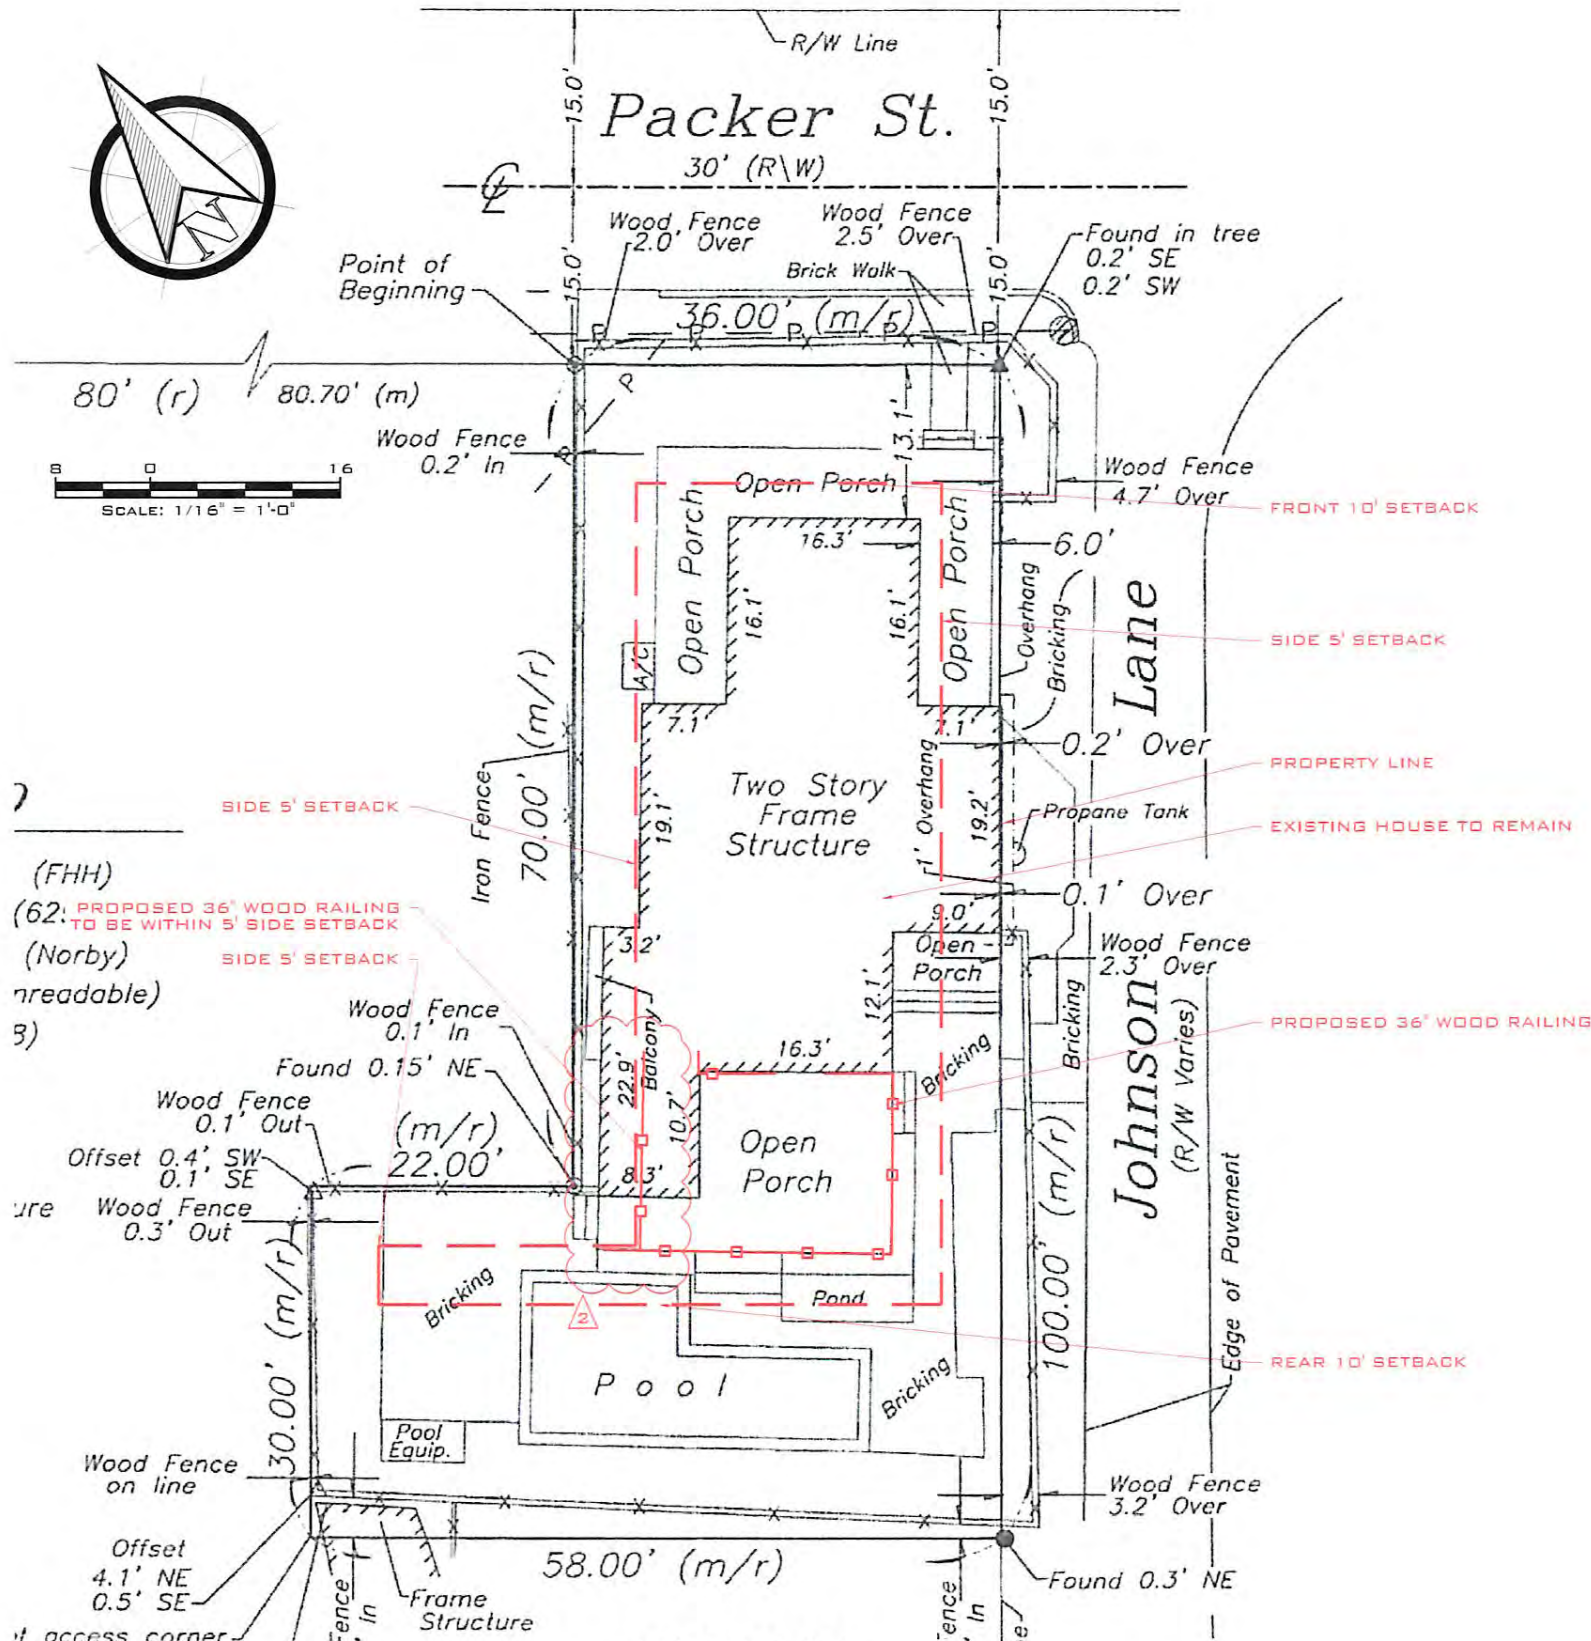 R/W Line
15.0'
15.0'
Packer St.
30' (R\W)
℄
N
Wood Fence
2.0' Over
Wood Fence
2.5' Over
Found in tree
0.2' SE
0.2' SW
Point of
Beginning
15.0'
15.0'
Brick Walk
36.00' (m/r)
P P P P
P
P
80' (r)
80.70' (m)
Wood Fence
0.2' In
13.1'
8 0 16
SCALE: 1/16" = 1'-0"
Wood Fence
4.7' Over
Open Porch
FRONT 10' SETBACK
Open Porch
Open Porch
16.3'
6.0'
16.1'
16.1'
Overhang
Bricking
SIDE 5' SETBACK
A/C
7.1'
7.1'
Johnson Lane
(R/W Varies)
0.2' Over
70.00' (m/r)
Iron Fence
PROPERTY LINE
Two Story
Frame
Structure
19.1'
1' Overhang
19.2'
Propane Tank
SIDE 5' SETBACK
EXISTING HOUSE TO REMAIN
(FHH)
0.1' Over
PROPOSED 36" WOOD RAILING
TO BE WITHIN 5' SIDE SETBACK
(62
9.0'
3.2'
Open
Porch
Wood Fence
2.3' Over
(Norby)
SIDE 5' SETBACK
nreadable)
Bricking
Wood Fence
0.1' In
Balcony
22.9'
12.1'
PROPOSED 36" WOOD RAILING
16.3'
Bricking
Found 0.15' NE
Wood Fence
0.1' Out
(m/r)
22.00'
10.7'
Open
Porch
Offset 0.4' SW
0.1' SE
8.3'
ure
Wood Fence
0.3' Out
100.00' (m/r)
Edge of Pavement
Bricking
Pond
2
REAR 10' SETBACK
30.00' (m/r)
Pool
Bricking
Pool
Equip.
Wood Fence
on line
Wood Fence
3.2' Over
Offset
4.1' NE
0.5' SE
58.00' (m/r)
Found 0.3' NE
Frame
Structure
access corner
Fence
In
Fence
In